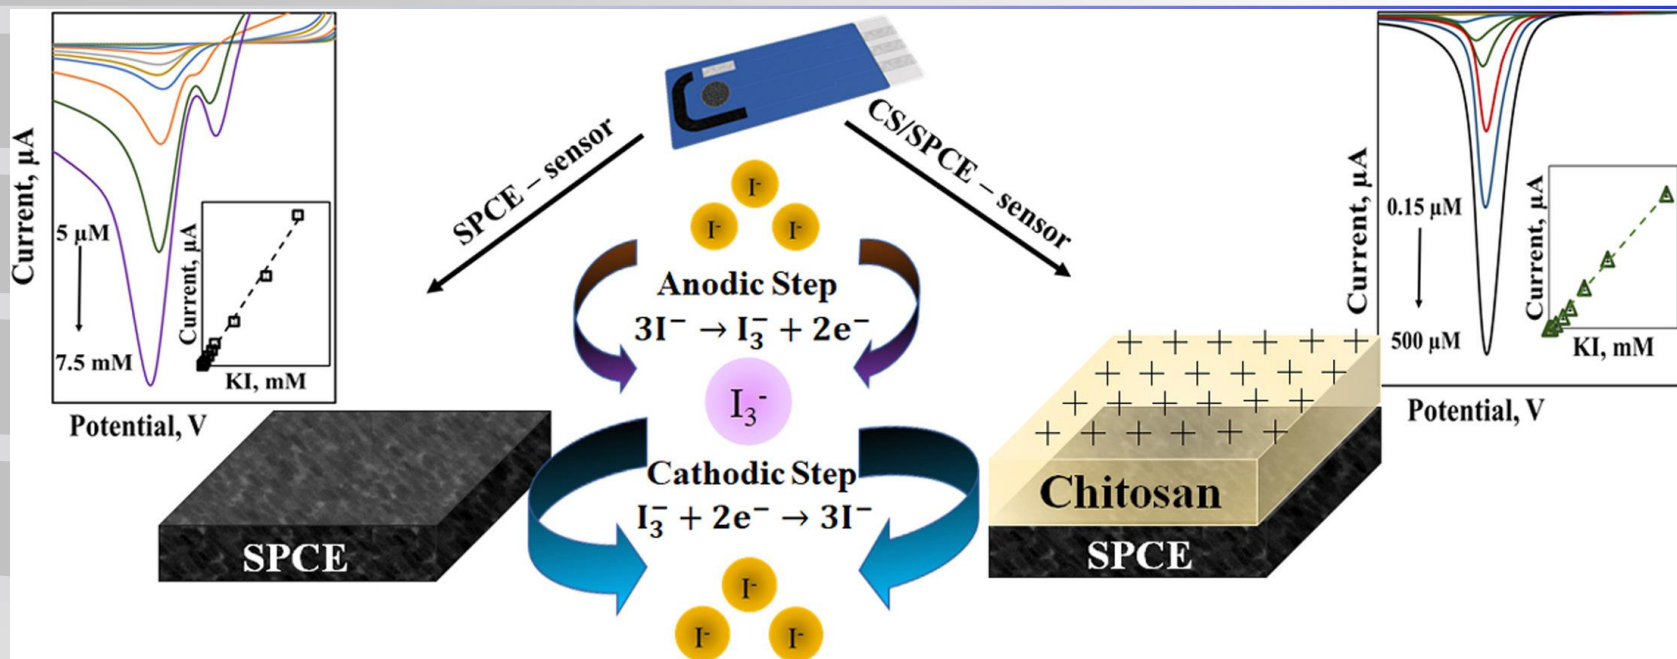 Current, µA
5 µM
7.5 mM
Current, µA
KI, mM
Potential, V
SPCE – sensor
CS/SPCE – sensor
I-
I-
I-
Anodic Step
3I⁻ → I₃⁻ + 2e⁻
I₃-
Cathodic Step
I₃⁻ + 2e⁻ → 3I⁻
I-
I-
I-
SPCE
Current, µA
0.15 µM
500 µM
Current, µA
KI, mM
Potential, V
+ + + + + +
+ + + + + +
+ + + + + +
+ + + + + +
Chitosan
SPCE